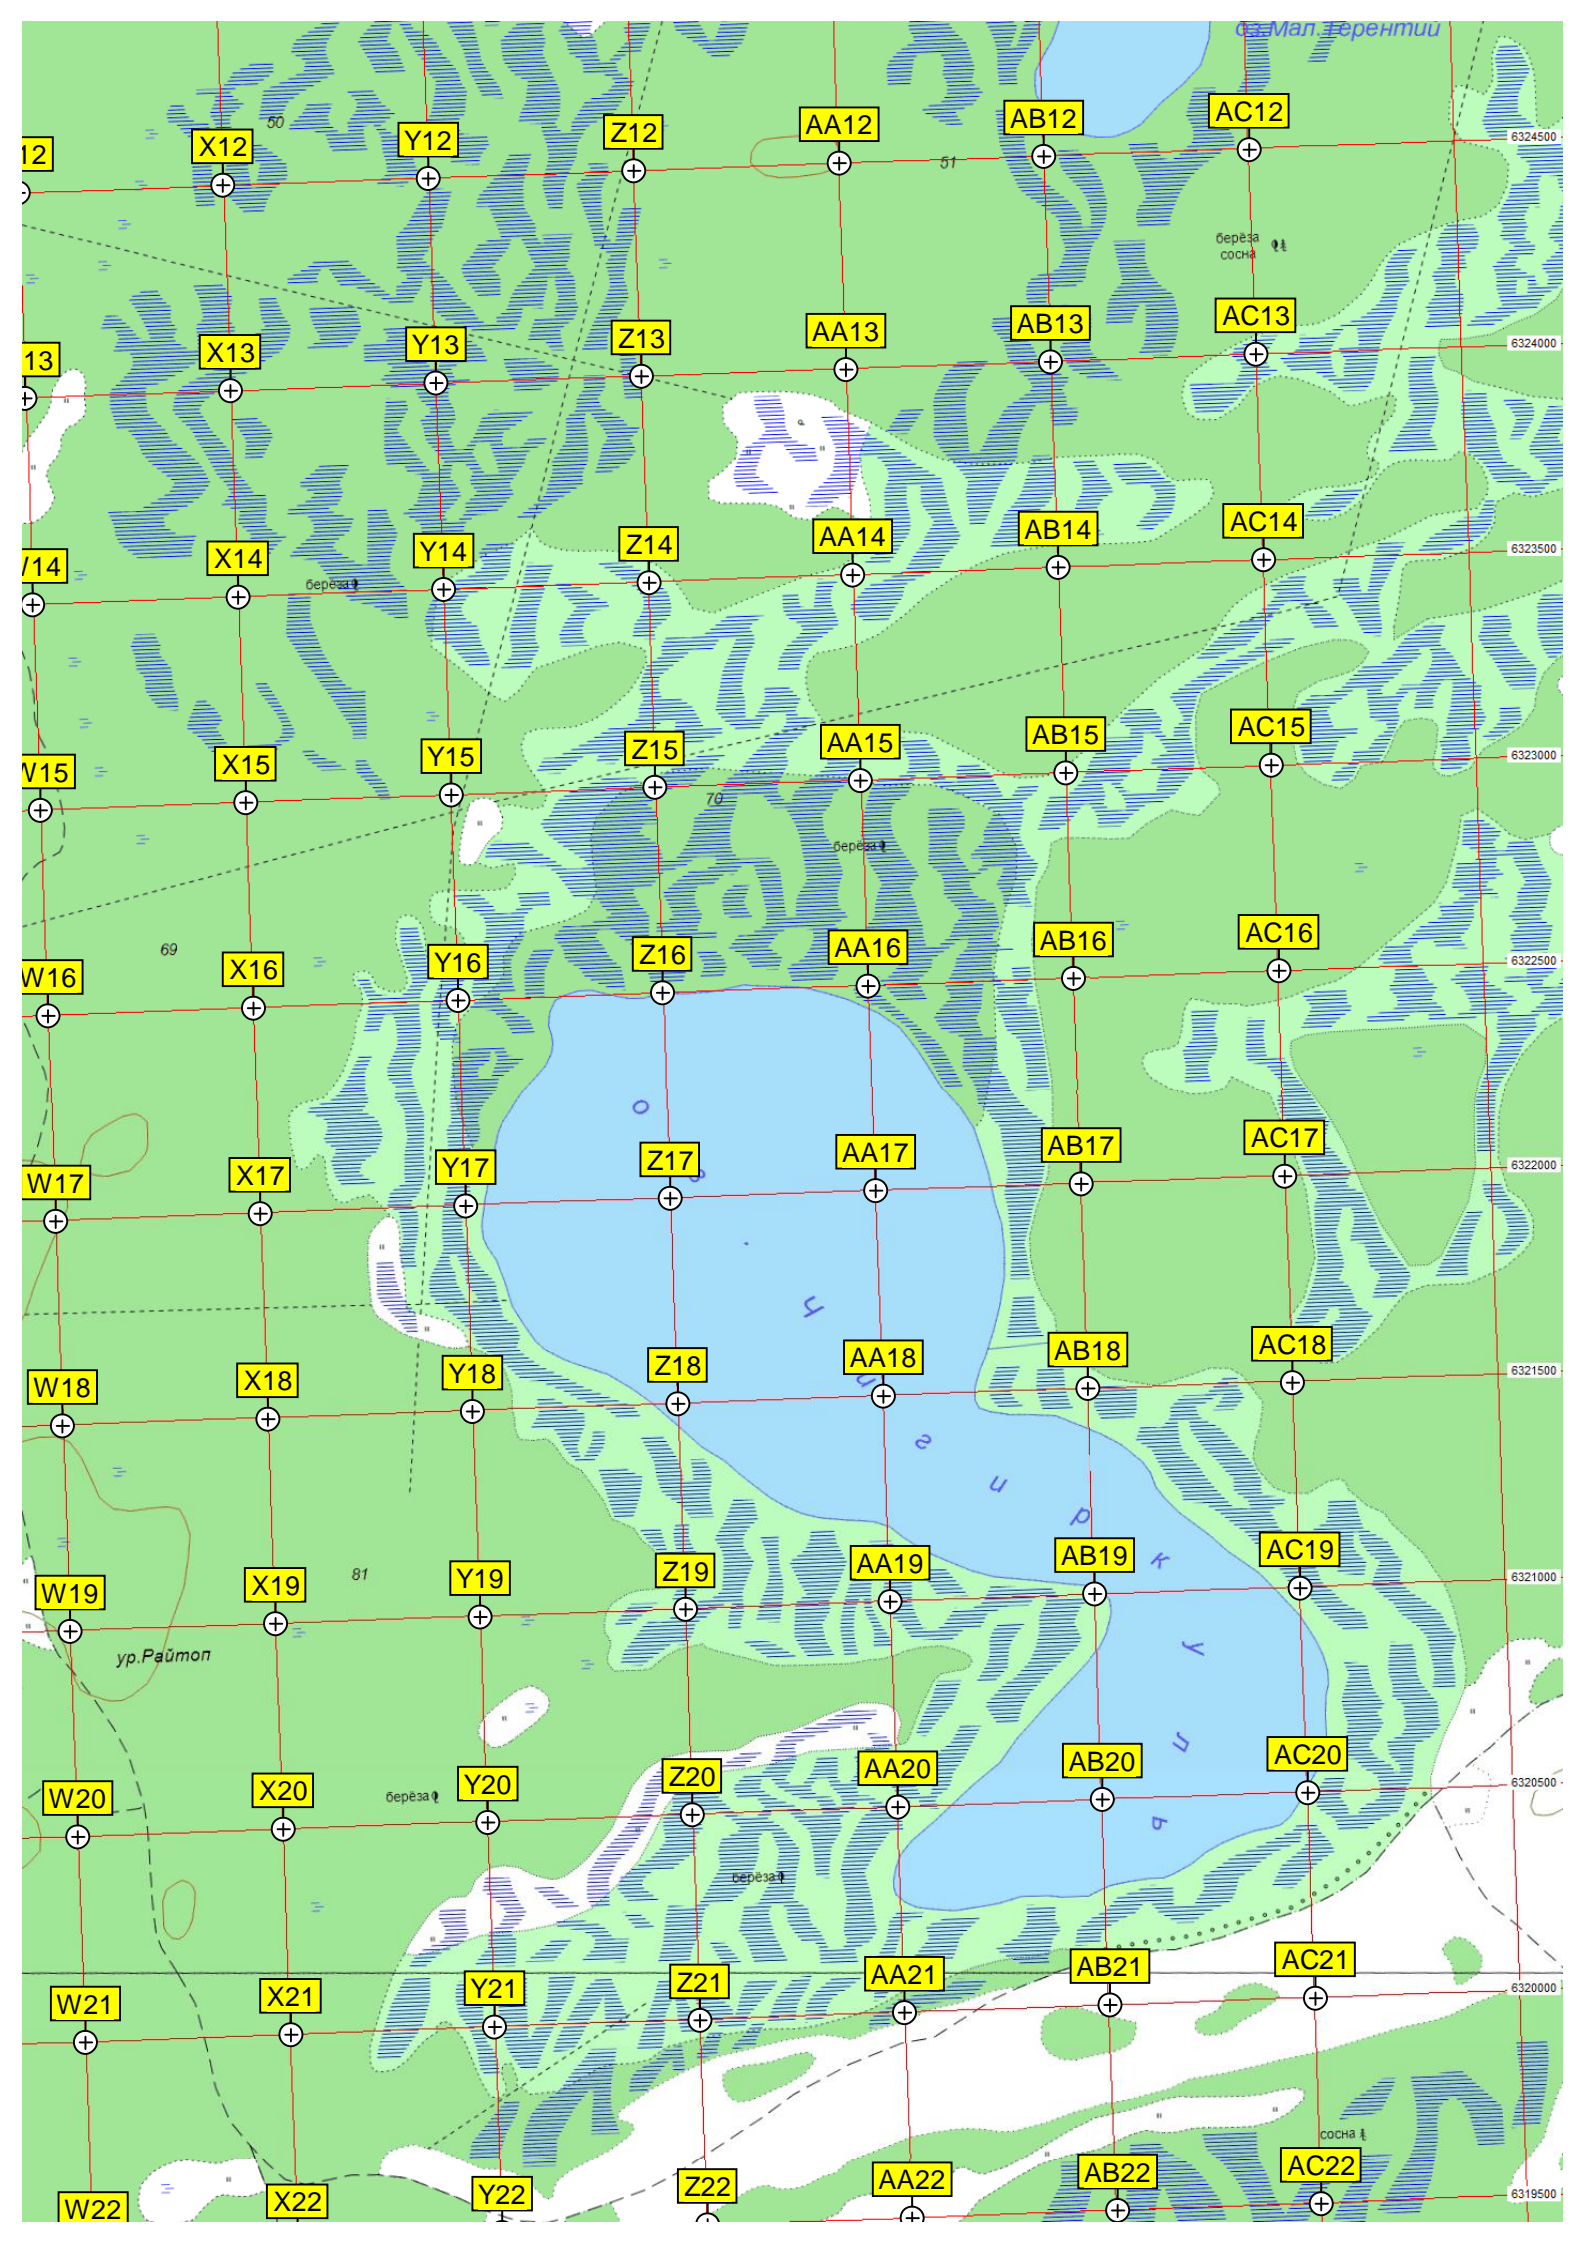 оз.Мал.Терентий
50
12 X12 Y12 Z12 AA12 AB12 AC12
6324500
51
берёза
сосна
13 X13 Y13 Z13 AA13 AB13 AC13
6324000
W14 X14 Y14 Z14 AA14 AB14 AC14
6323500
берёза
W15 X15 Y15 Z15 AA15 AB15 AC15
6323000
70
берёза
69
W16 X16 Y16 Z16 AA16 AB16 AC16
6322500
W17 X17 Y17 Z17 AA17 AB17 AC17
6322000
оз. Чигиркуль
W18 X18 Y18 Z18 AA18 AB18 AC18
6321500
81
W19 X19 Y19 Z19 AA19 AB19 AC19
6321000
ур.Райтоп
W20 X20 Y20 Z20 AA20 AB20 AC20
6320500
берёза
берёза
W21 X21 Y21 Z21 AA21 AB21 AC21
6320000
сосна
W22 X22 Y22 Z22 AA22 AB22 AC22
6319500